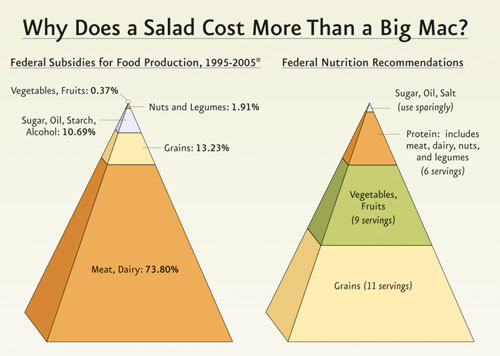 Why Does a Salad Cost More Than a Big Mac?
Federal Subsidies for Food Production, 1995-2005*
Vegetables, Fruits: 0.37%
Nuts and Legumes: 1.91%
Sugar, Oil, Starch,
Alcohol: 10.69%
Grains: 13.23%
Meat, Dairy: 73.80%
Federal Nutrition Recommendations
Sugar, Oil, Salt
(use sparingly)
Protein: includes
meat, dairy, nuts,
and legumes
(6 servings)
Vegetables,
Fruits
(9 servings)
Grains (11 servings)